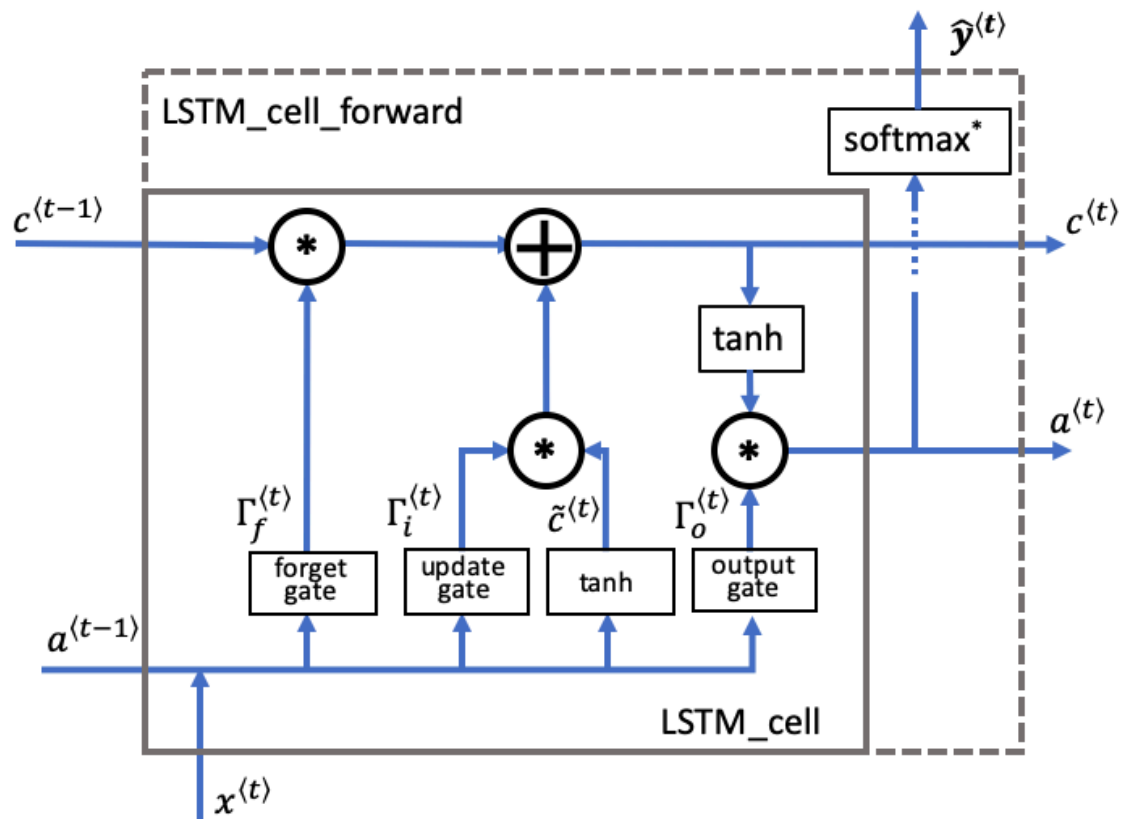 ŷ⟨t⟩
LSTM_cell_forward
softmax*
c⟨t−1⟩
c⟨t⟩
*
+
tanh
a⟨t⟩
*
*
Γf⟨t⟩
Γi⟨t⟩
c̃⟨t⟩
Γo⟨t⟩
forget
gate
update
gate
tanh
output
gate
a⟨t−1⟩
LSTM_cell
x⟨t⟩